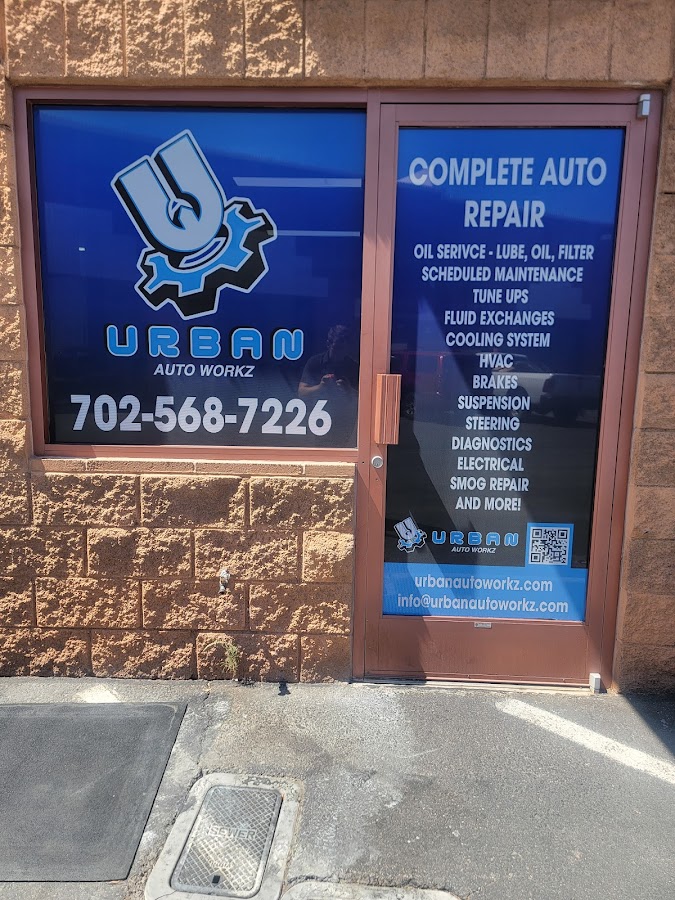 URBAN
AUTO WORKZ
702-568-7226
COMPLETE AUTO
REPAIR
OIL SERIVCE - LUBE, OIL, FILTER
SCHEDULED MAINTENANCE
TUNE UPS
FLUID EXCHANGES
COOLING SYSTEM
HVAC
BRAKES
SUSPENSION
STEERING
DIAGNOSTICS
ELECTRICAL
SMOG REPAIR
AND MORE!
URBAN
AUTO WORKZ
urbanautoworkz.com
info@urbanautoworkz.com
SEWER